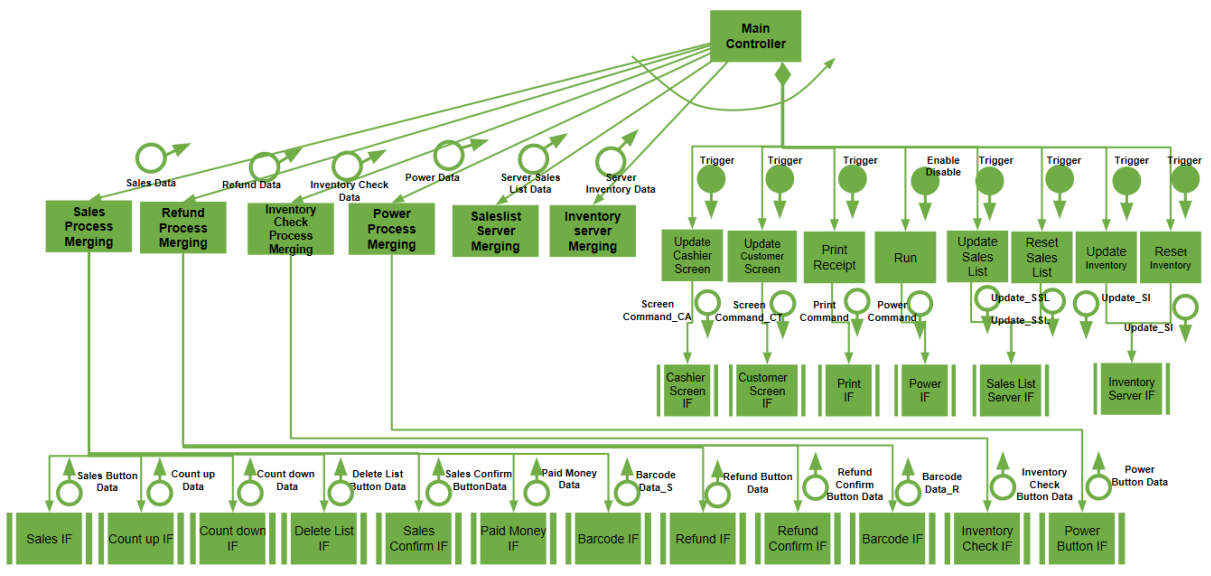 Main
Controller
Sales Data
Refund Data
Inventory Check
Data
Power Data
Server Sales
List Data
Server
Inventory Data
Trigger
Trigger
Trigger
Enable
Disable
Trigger
Trigger
Trigger
Trigger
Sales
Process
Merging
Refund
Process
Merging
Inventory
Check
Process
Merging
Power
Process
Merging
Saleslist
Server
Merging
Inventory
server
Merging
Update
Cashier
Screen
Update
Customer
Screen
Print
Receipt
Run
Update
Sales
List
Reset
Sales
List
Update
Inventory
Reset
Inventory
Screen
Command_CA
Screen
Command_CT
Print
Command
Power
Command
Update_SSL
Update_SSL
Update_SI
Update_SI
Cashier
Screen
IF
Customer
Screen
IF
Print
IF
Power
IF
Sales List
Server IF
Inventory
Server IF
Sales Button
Data
Count up
Data
Count down
Data
Delete List
Button Data
Sales Confirm
ButtonData
Paid Money
Data
Barcode
Data_S
Refund Button
Data
Refund
Confirm
Button Data
Barcode
Data_R
Inventory
Check
Button Data
Power
Button Data
Sales IF
Count up IF
Count down
IF
Delete List
IF
Sales
Confirm IF
Paid Money
IF
Barcode IF
Refund IF
Refund
Confirm IF
Barcode IF
Inventory
Check IF
Power
Button IF